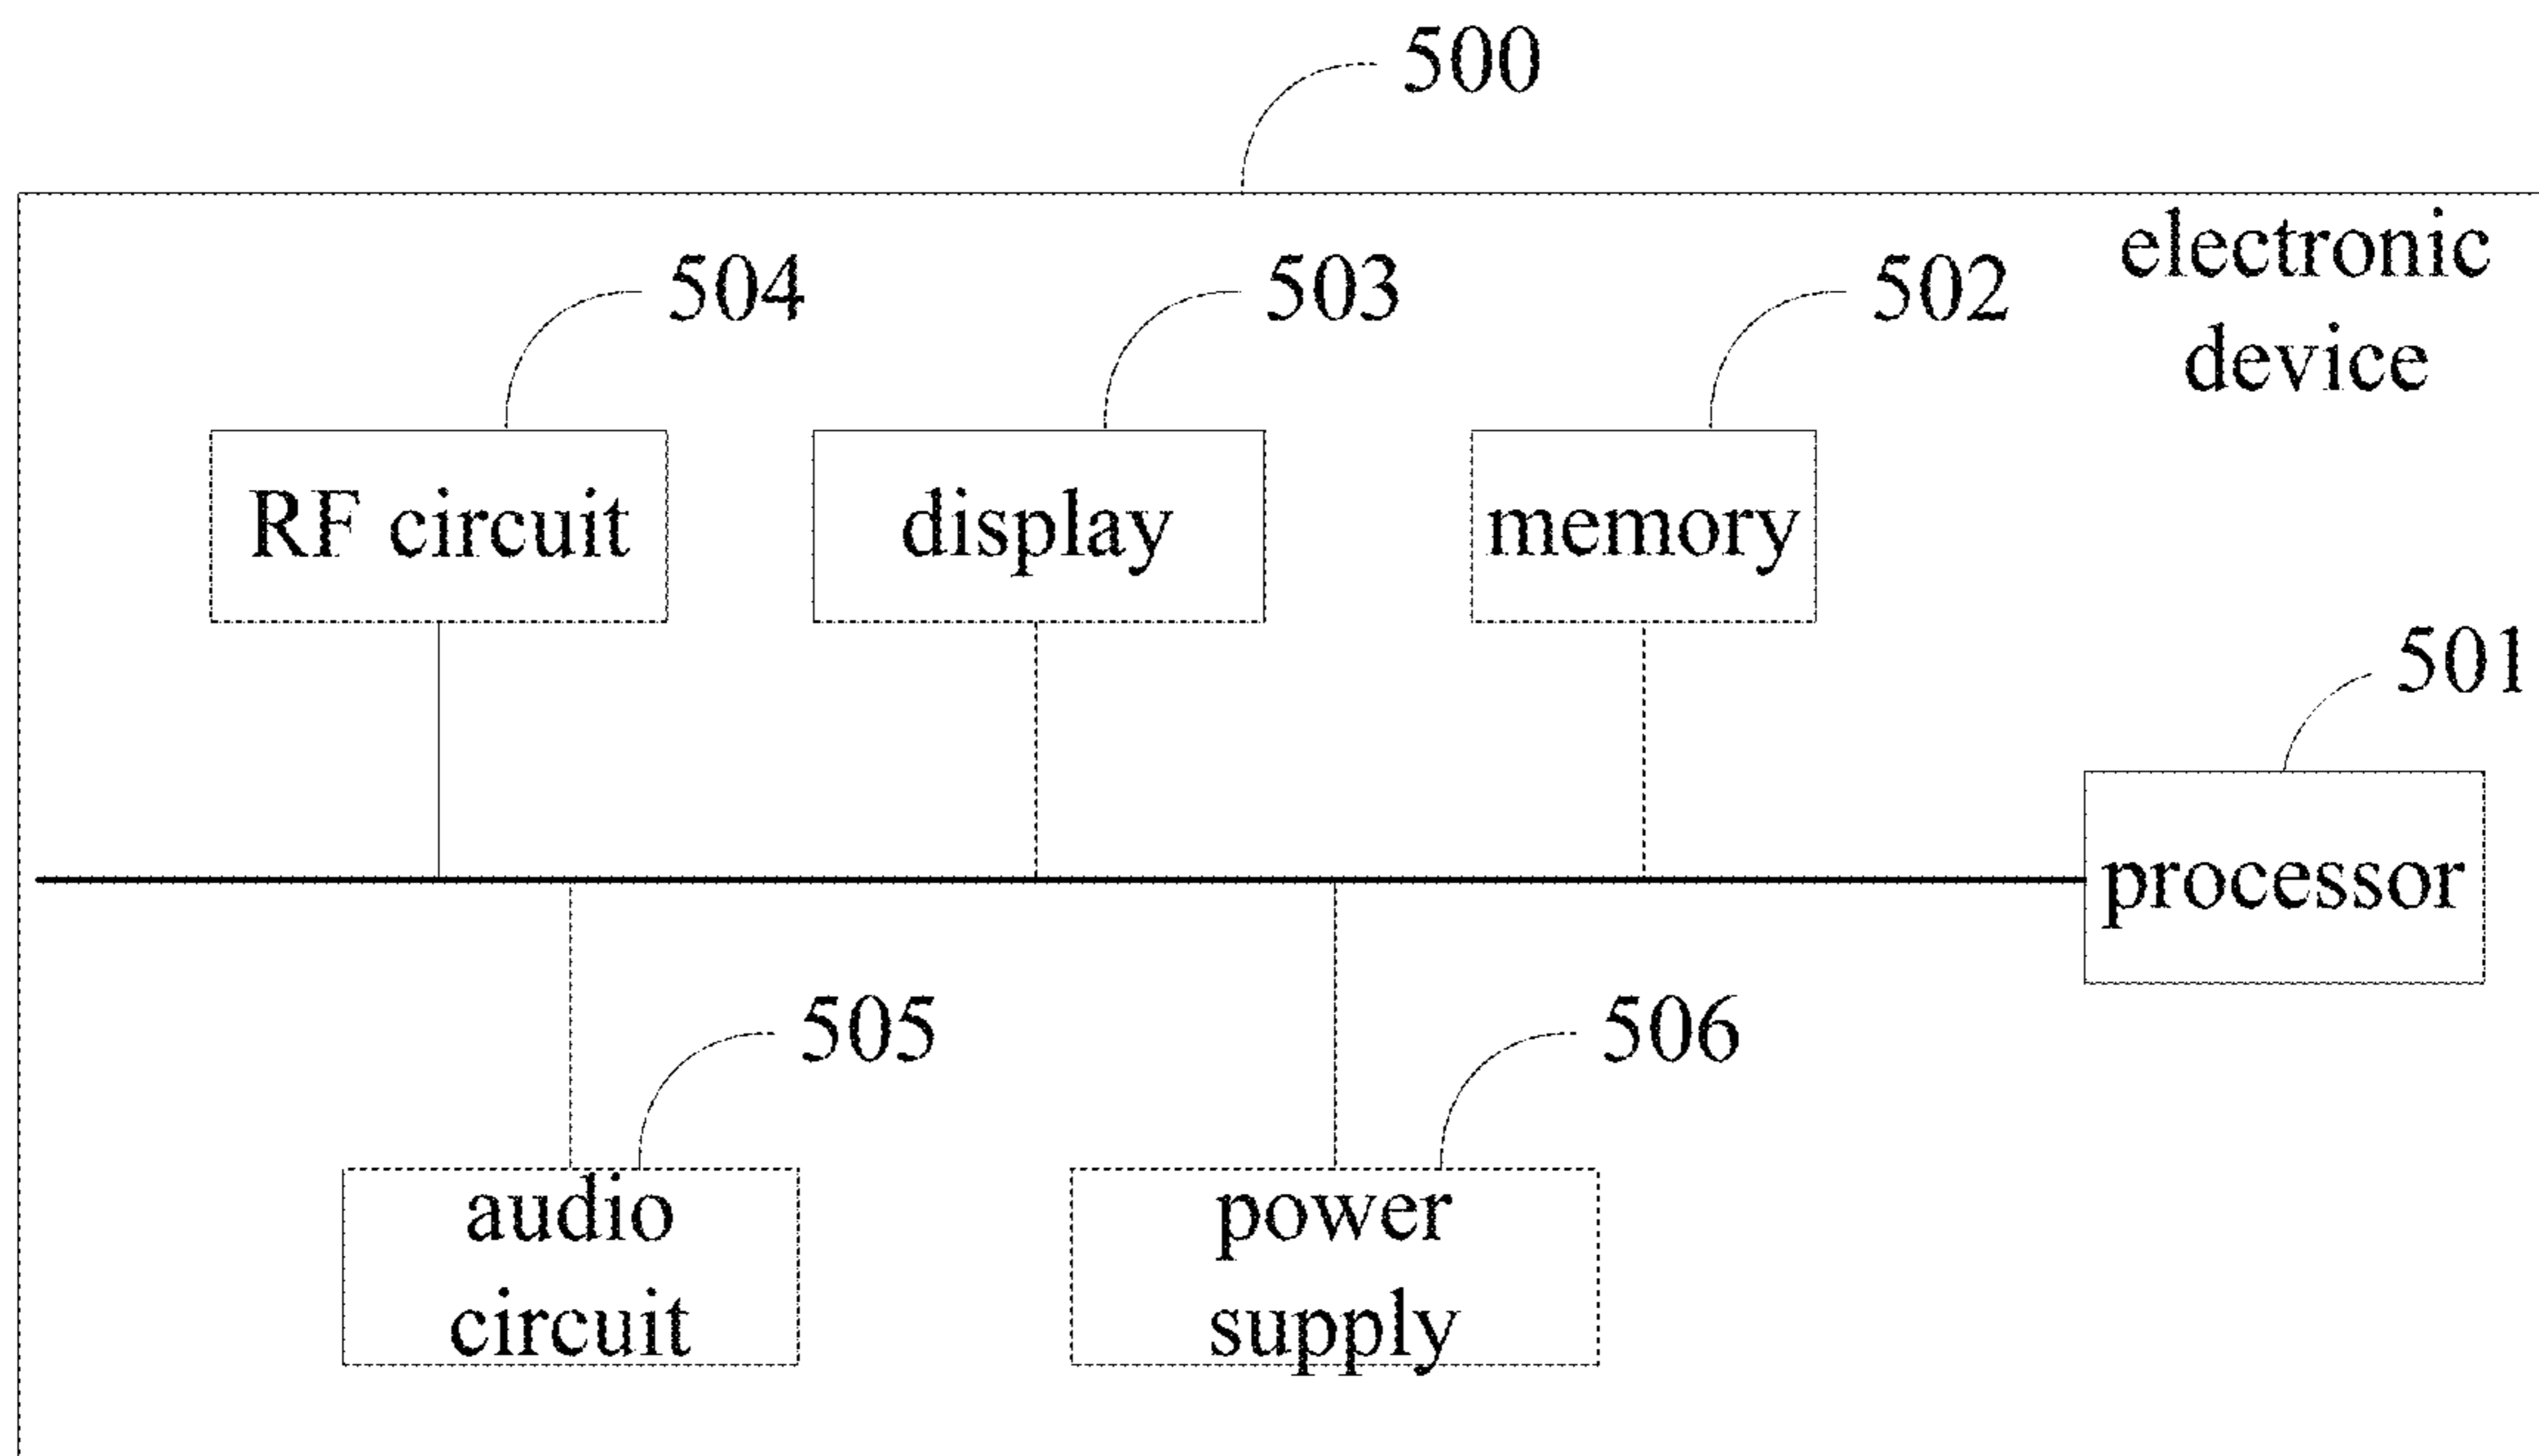 500
electronic
device
504
503
502
RF circuit
display
memory
501
processor
505
506
audio
circuit
power
supply